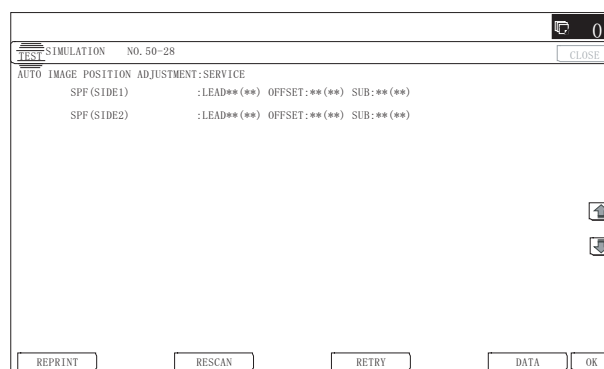 0
TEST SIMULATION NO.50-28 CLOSE
AUTO IMAGE POSITION ADJUSTMENT:SERVICE
SPF(SIDE1) :LEAD**(**) OFFSET:**(**) SUB:**(**)
SPF(SIDE2) :LEAD**(**) OFFSET:**(**) SUB:**(**)
REPRINT RESCAN RETRY DATA OK